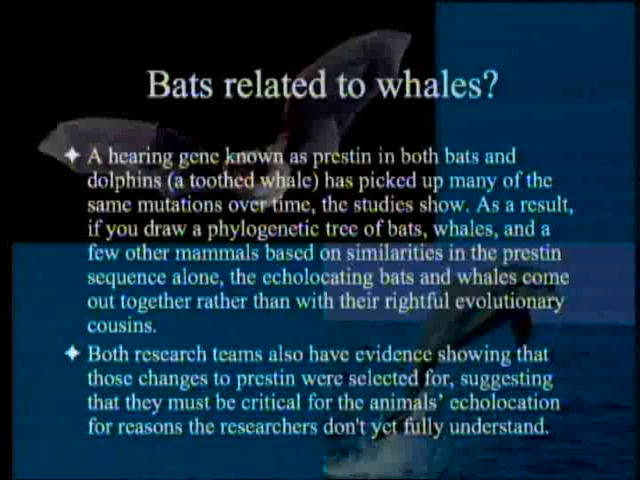 Bats related to whales?
A hearing gene known as prestin in both bats and
dolphins (a toothed whale) has picked up many of the
same mutations over time, the studies show. As a result,
if you draw a phylogenetic tree of bats, whales, and a
few other mammals based on similarities in the prestin
sequence alone, the echolocating bats and whales come
out together rather than with their rightful evolutionary
cousins.
Both research teams also have evidence showing that
those changes to prestin were selected for, suggesting
that they must be critical for the animals' echolocation
for reasons the researchers don't yet fully understand.